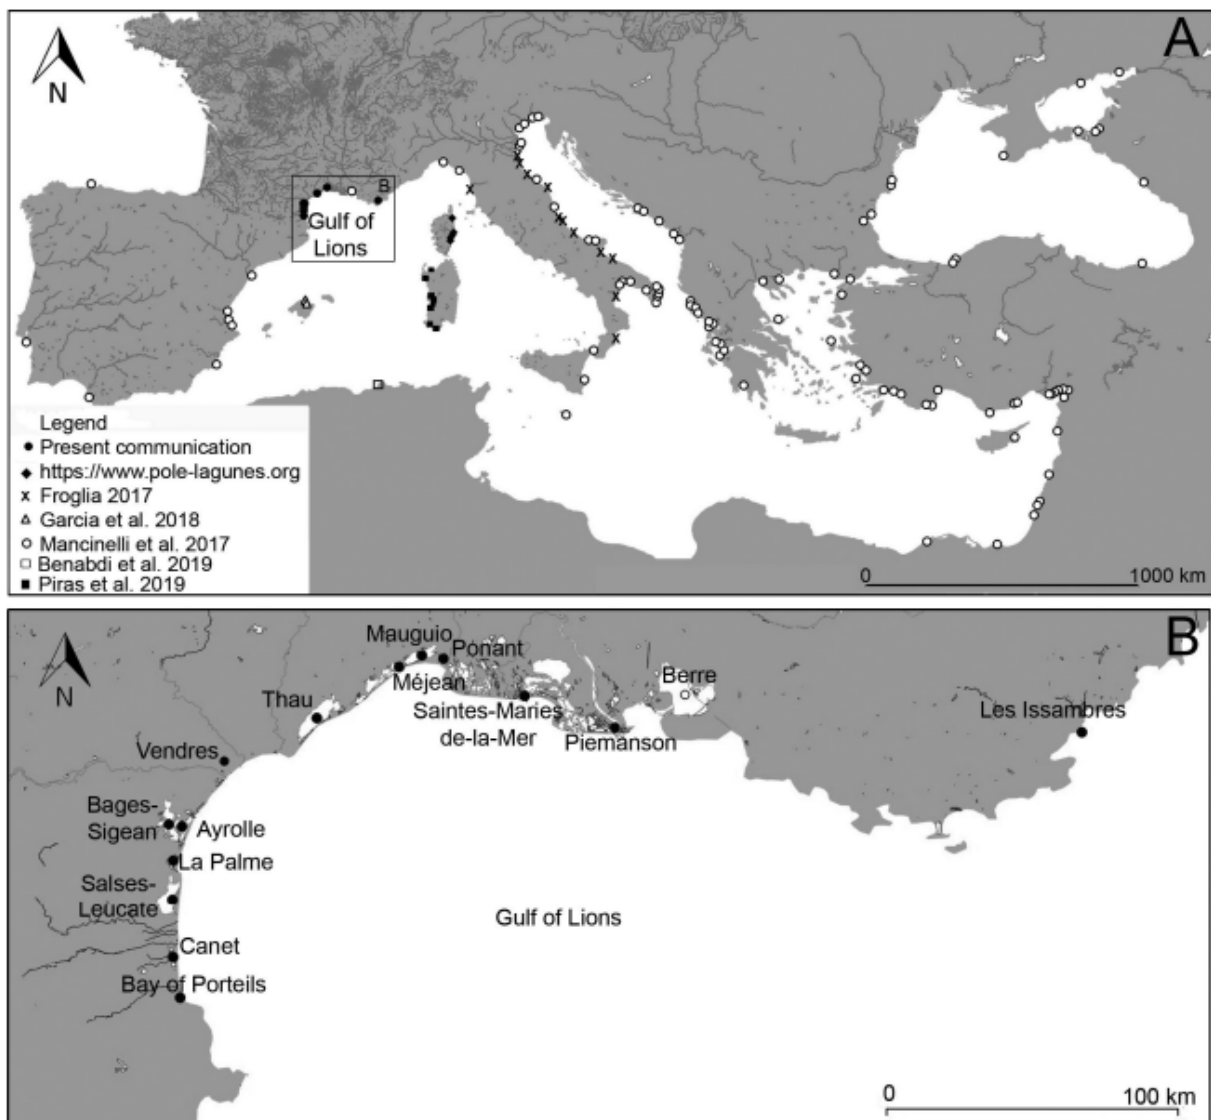 A
N
B
Gulf of
Lions
Legend
Present communication
https://www.pole-lagunes.org
Froglia 2017
Garcia et al. 2018
Mancinelli et al. 2017
Benabdi et al. 2019
Piras et al. 2019
0 1000 km
B
N
Mauguio
Ponant
Méjean
Thau
Berre
Saintes-Maries
de-la-Mer
Piemanson
Les Issambres
Vendres
Bages-
Sigean
Ayrolle
La Palme
Salses-
Leucate
Gulf of Lions
Canet
Bay of Porteils
0 100 km